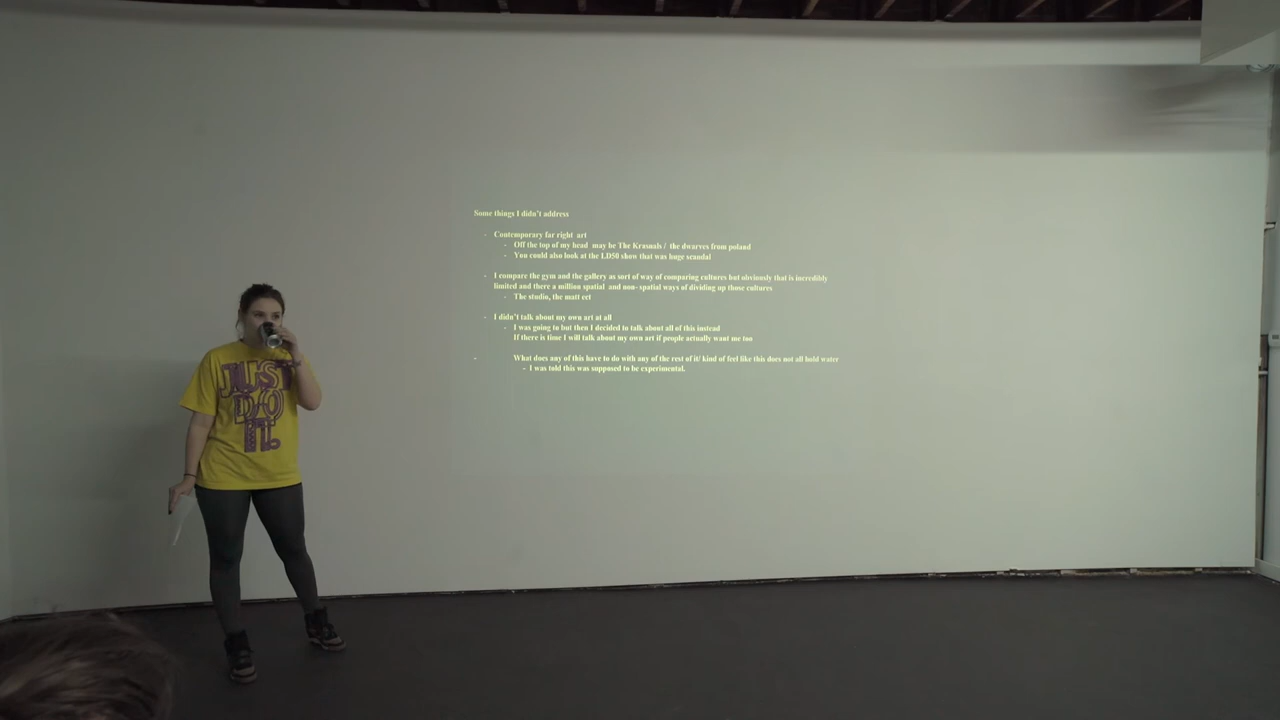 Some things I didn't address
- Contemporary far right art
- Off the top of my head may be The Krasnals / the dwarves from poland
- You could also look at the LD50 show that was huge scandal
- I compare the gym and the gallery as sort of way of comparing cultures but obviously that is incredibly
limited and there a million spatial and non- spatial ways of dividing up those cultures
- The studio, the matt ect
- I didn't talk about my own art at all
- I was going to but then I decided to talk about all of this instead
If there is time I will talk about my own art if people actually want me too
- What does any of this have to do with any of the rest of it/ kind of feel like this does not all hold water
- I was told this was supposed to be experimental.
JUST
DO
IT.